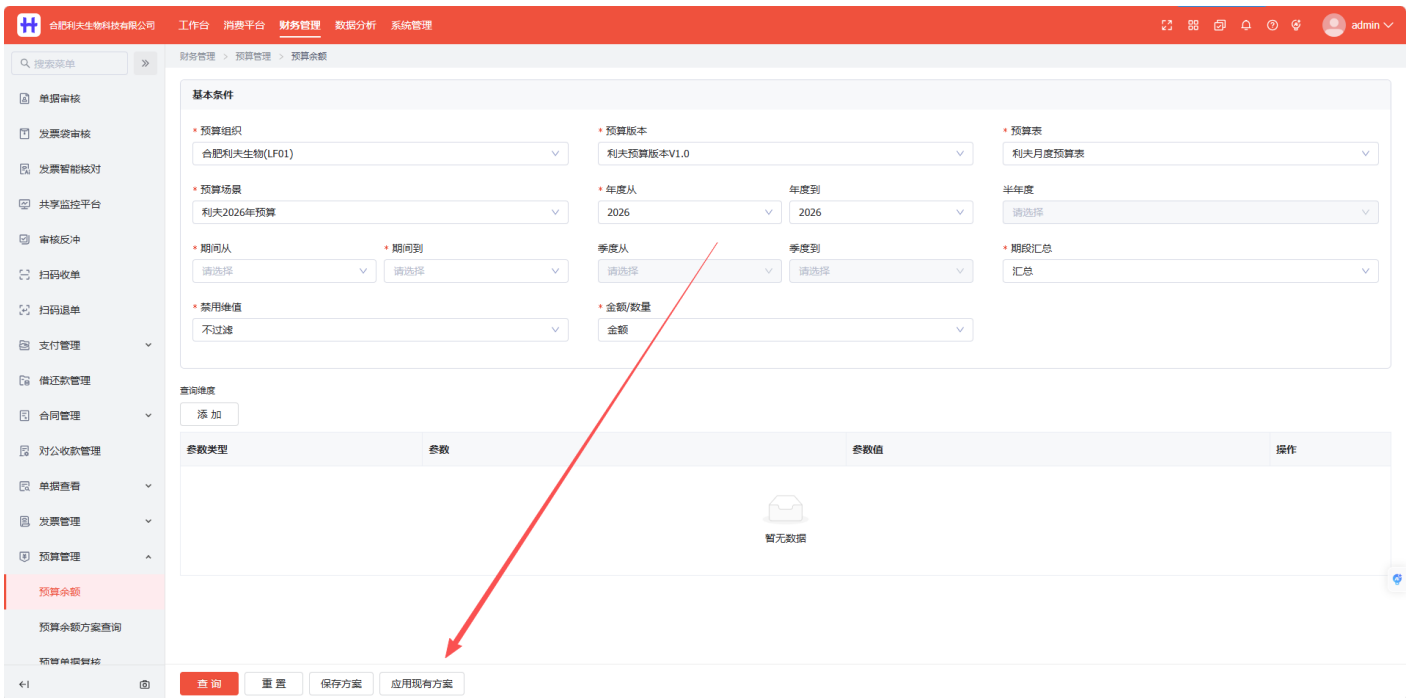 合肥利夫生物科技有限公司 工作台 消费平台 财务管理 数据分析 系统管理 admin
搜索菜单
财务管理 > 预算管理 > 预算余额
单据审核
发票袋审核
发票智能核对
共享监控平台
审核反冲
扫码收单
扫码退单
支付管理
借还款管理
合同管理
对公收款管理
单据查看
发票管理
预算管理
预算余额
预算余额方案查询
预算单据复核
基本条件
* 预算组织 * 预算版本 * 预算表
合肥利夫生物(LF01) 利夫预算版本V1.0 利夫月度预算表
* 预算场景 * 年度从 年度到 半年度
利夫2026年预算 2026 2026 请选择
* 期间从 * 期间到 季度从 季度到 * 期段汇总
请选择 请选择 请选择 请选择 汇总
* 禁用维值 * 金额/数量
不过滤 金额
查询维度
添 加
参数类型 参数 参数值 操作
暂无数据
查 询 重 置 保存方案 应用现有方案